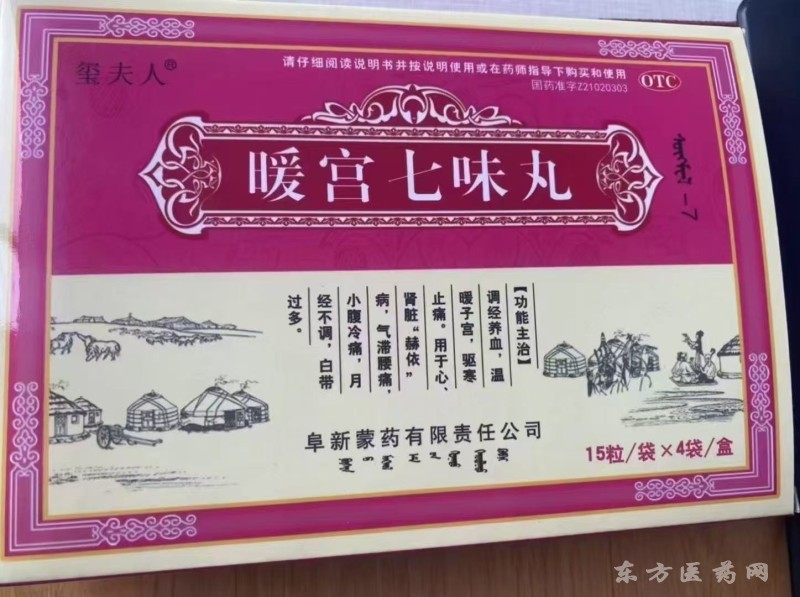 玺夫人®
请仔细阅读说明书并按说明使用或在药师指导下购买和使用
国药准字Z21020303
OTC
暖宫七味丸
-7
【功能主治】
调经养血，温
暖子宫，驱寒
止痛。用于心、
肾脏“赫依”
病，气滞腰痛，
小腹冷痛，月
经不调，白带
过多。
阜新蒙药有限责任公司
15粒/袋×4袋/盒
东方医药网